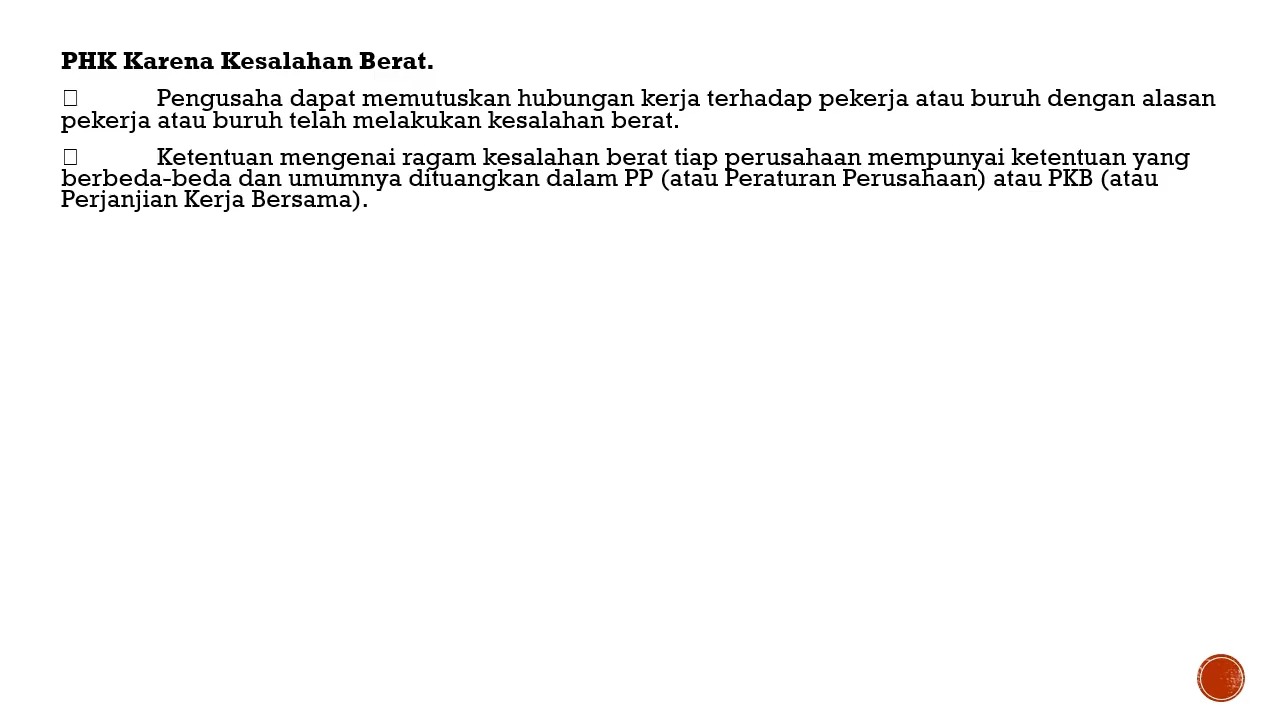 PHK Karena Kesalahan Berat.
□ Pengusaha dapat memutuskan hubungan kerja terhadap pekerja atau buruh dengan alasan
pekerja atau buruh telah melakukan kesalahan berat.
□ Ketentuan mengenai ragam kesalahan berat tiap perusahaan mempunyai ketentuan yang
berbeda-beda dan umumnya dituangkan dalam PP (atau Peraturan Perusahaan) atau PKB (atau
Perjanjian Kerja Bersama).